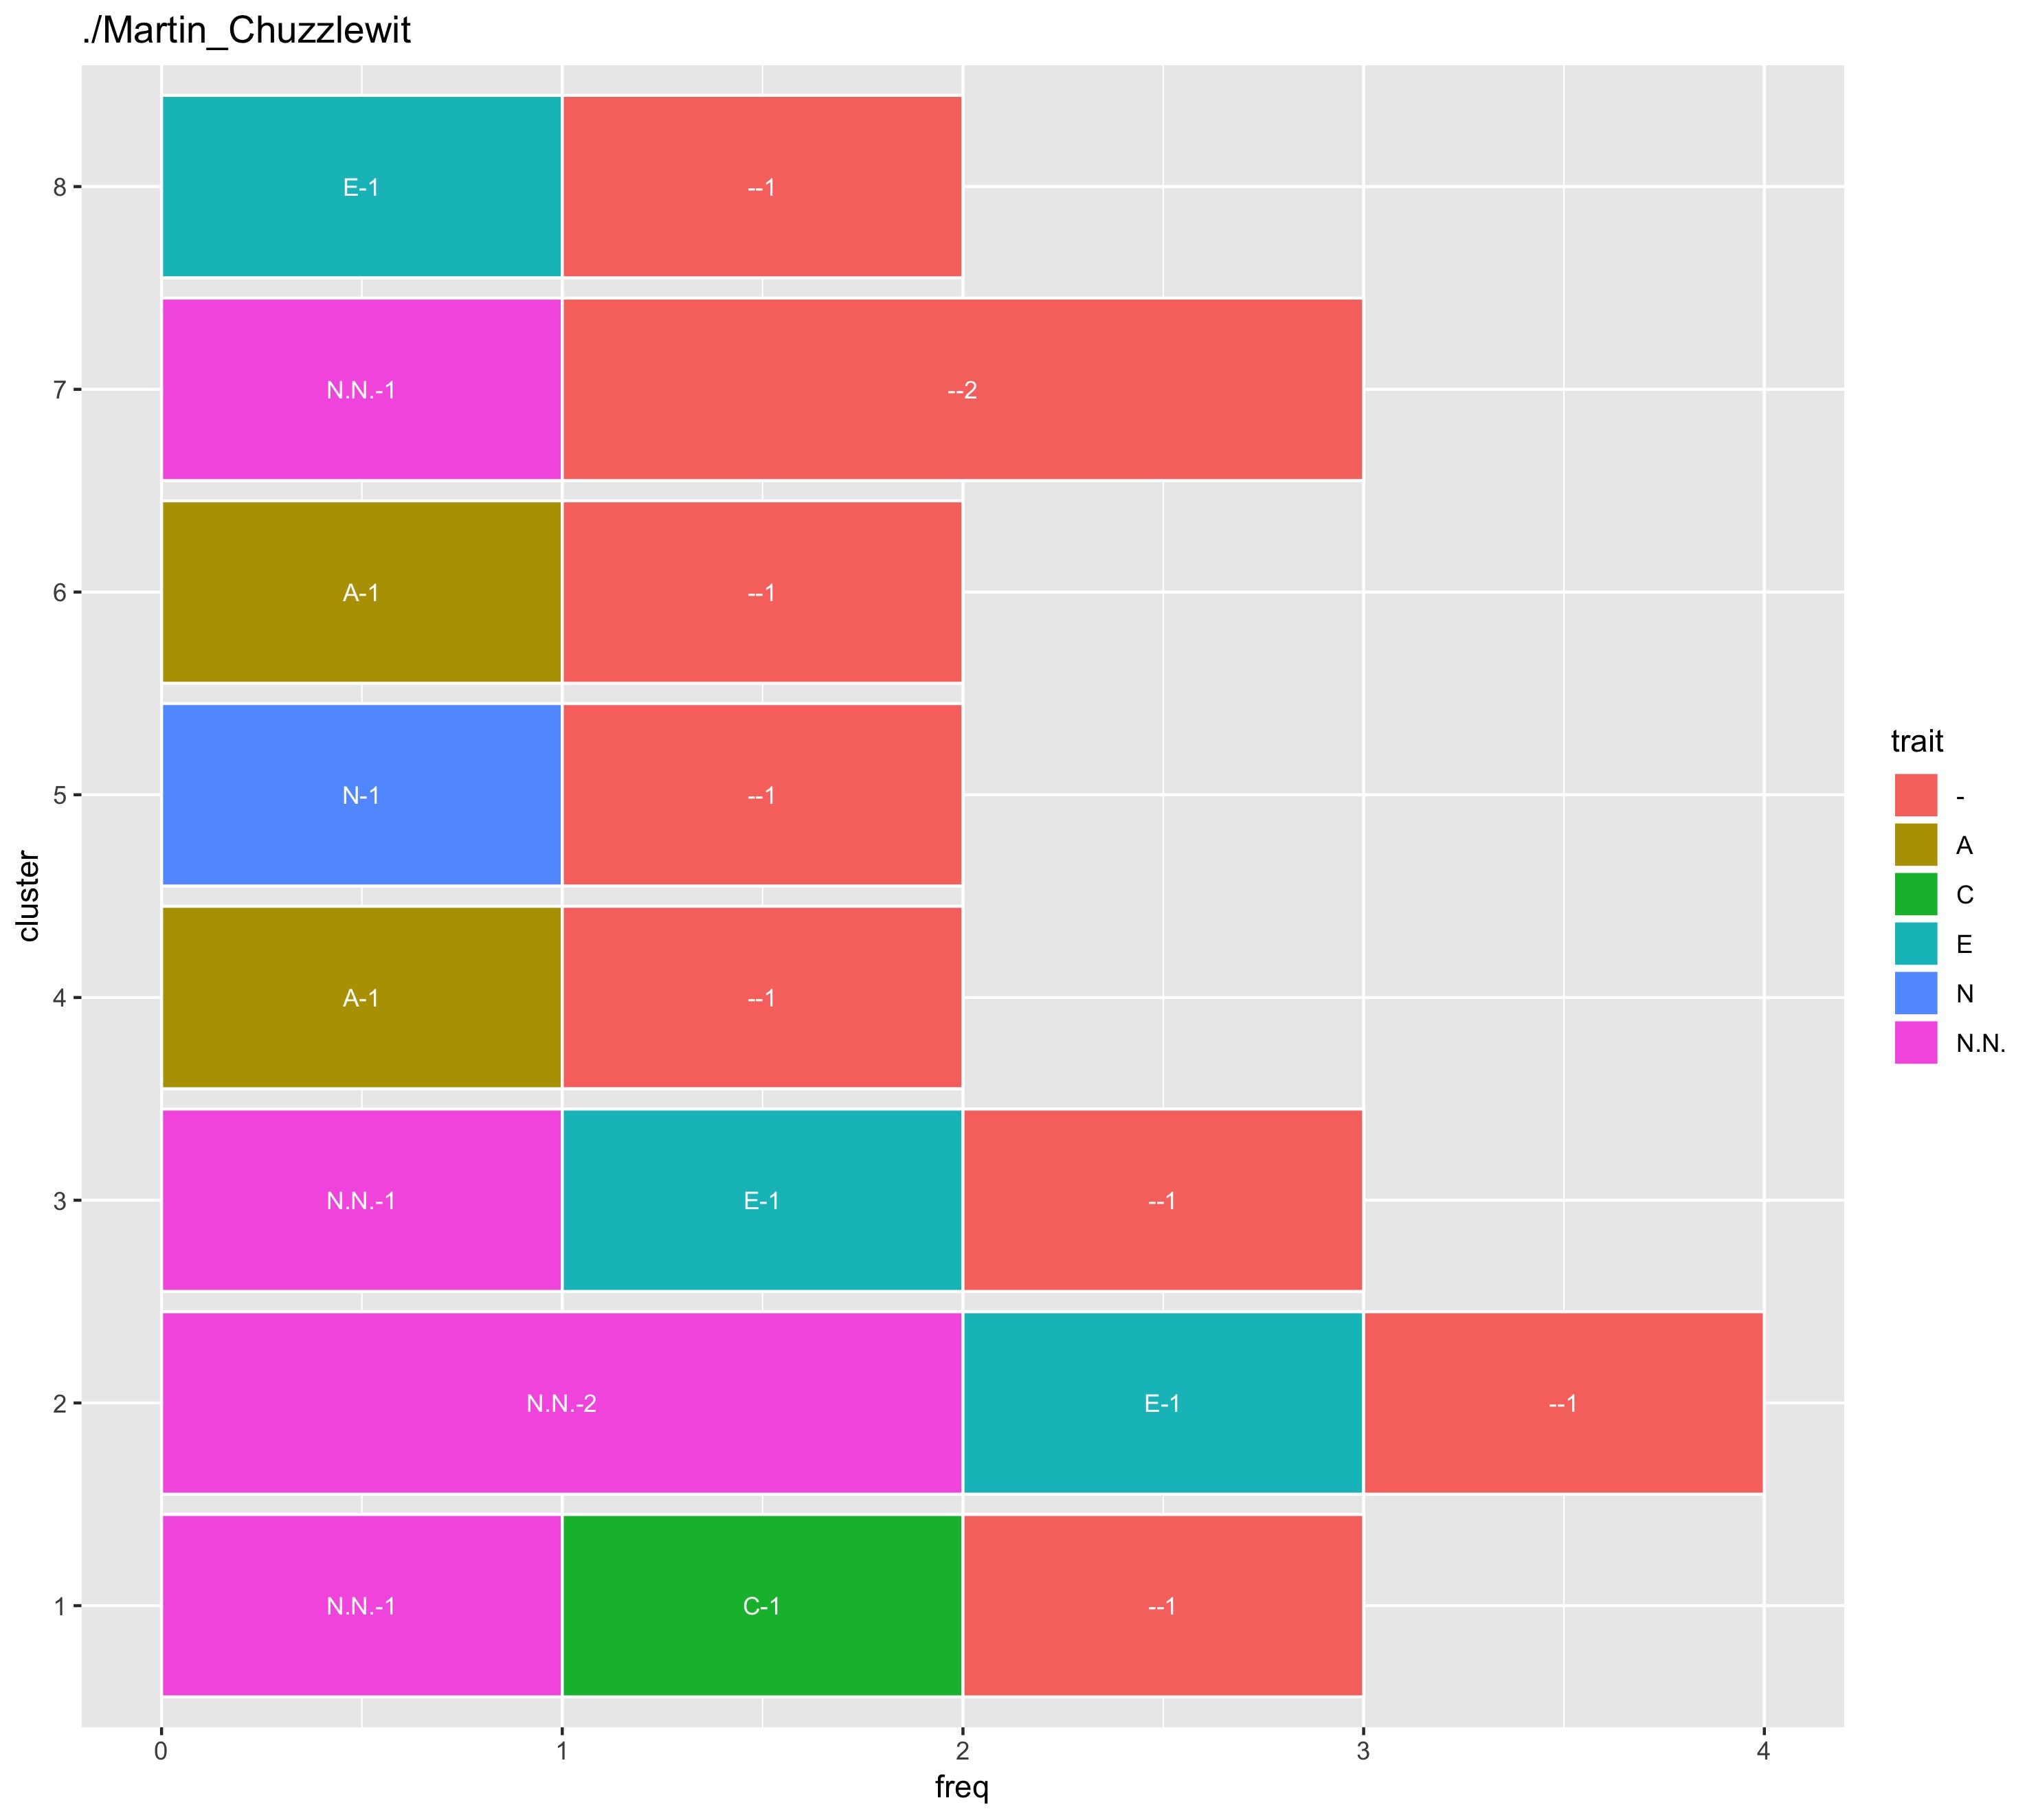 ./Martin_Chuzzlewit
8
E-1
--1
7
N.N.-1
--2
6
A-1
--1
5
N-1
--1
4
A-1
--1
3
N.N.-1
E-1
--1
2
N.N.-2
E-1
--1
1
N.N.-1
C-1
--1
0
1
2
3
4
freq
cluster
trait
-
A
C
E
N
N.N.